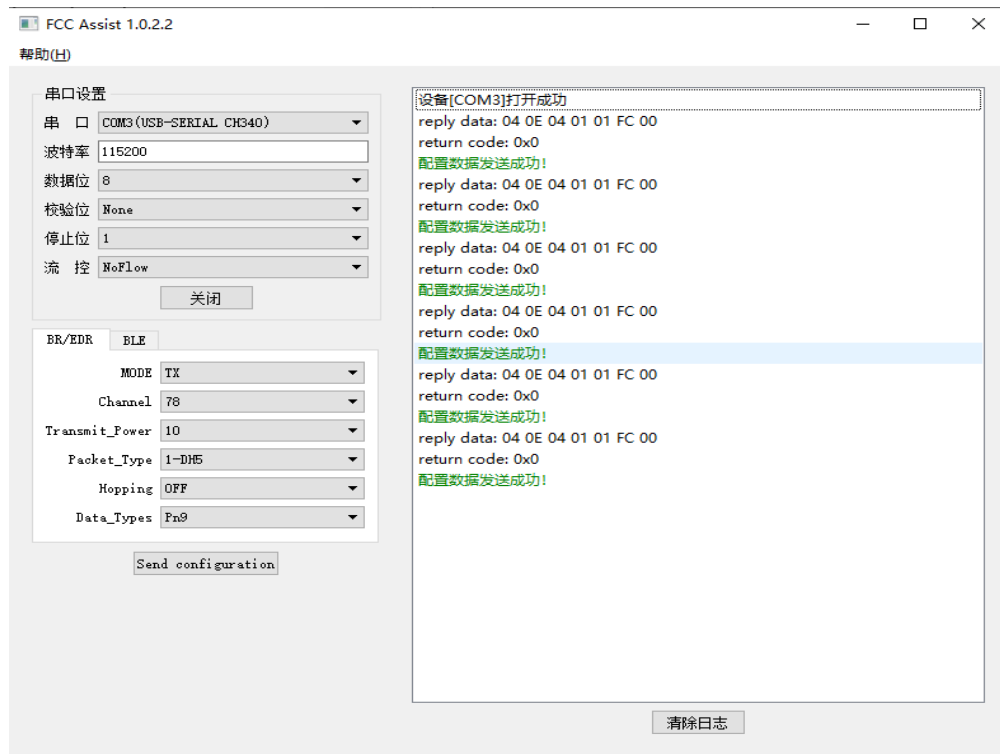 FCC Assist 1.0.2.2
帮助(H)
串口设置
串 口 COM3(USB-SERIAL CH340)
波特率 115200
数据位 8
校验位 None
停止位 1
流 控 NoFlow
关闭
BR/EDR BLE
MODE TX
Channel 78
Transmit_Power 10
Packet_Type 1-DH5
Hopping OFF
Data_Types Pn9
Send configuration
设备[COM3]打开成功
reply data: 04 0E 04 01 01 FC 00
return code: 0x0
配置数据发送成功!
reply data: 04 0E 04 01 01 FC 00
return code: 0x0
配置数据发送成功!
reply data: 04 0E 04 01 01 FC 00
return code: 0x0
配置数据发送成功!
reply data: 04 0E 04 01 01 FC 00
return code: 0x0
配置数据发送成功!
reply data: 04 0E 04 01 01 FC 00
return code: 0x0
配置数据发送成功!
reply data: 04 0E 04 01 01 FC 00
return code: 0x0
配置数据发送成功!
清除日志